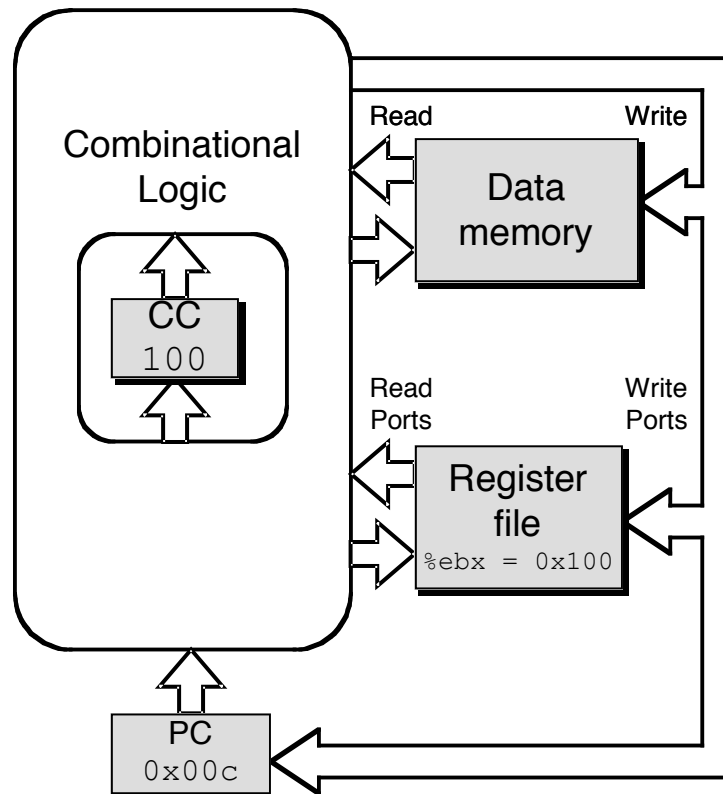 Combinational
Logic
CC
100
Read
Write
Data
memory
Read
Ports
Write
Ports
Register
file
%ebx = 0x100
PC
0x00c